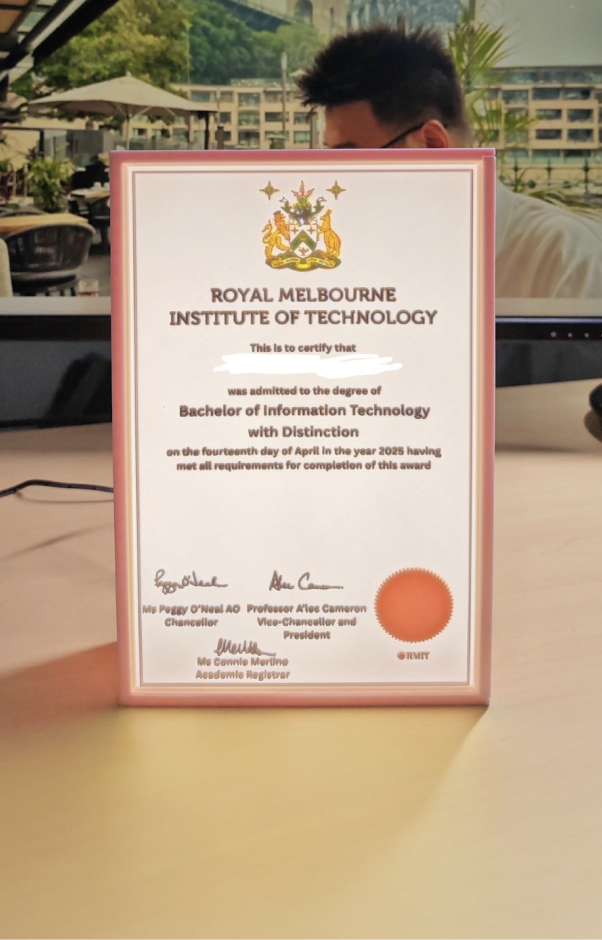 ROYAL MELBOURNE
INSTITUTE OF TECHNOLOGY
This is to certify that
was admitted to the degree of
Bachelor of Information Technology
with Distinction
on the fourteenth day of April in the year 2025 having
met all requirements for completion of this award
Ms Peggy O'Neal AO
Chancellor
Professor Alec Cameron
Vice-Chancellor and
President
Ms Connie Merlino
Academic Registrar
RMIT